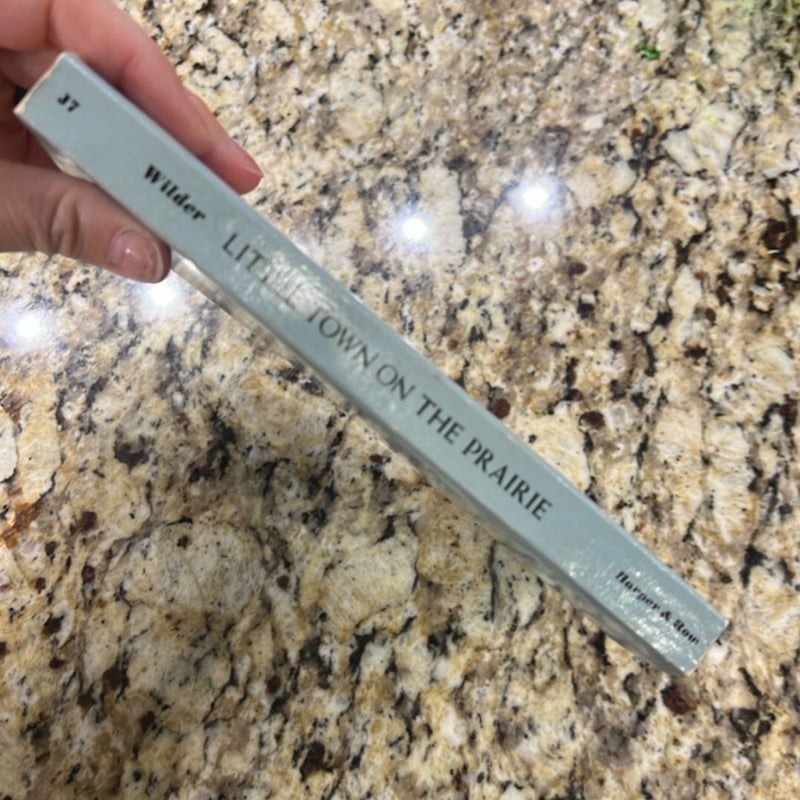 J7
Wilder
LITTLE TOWN ON THE PRAIRIE
Harper & Row